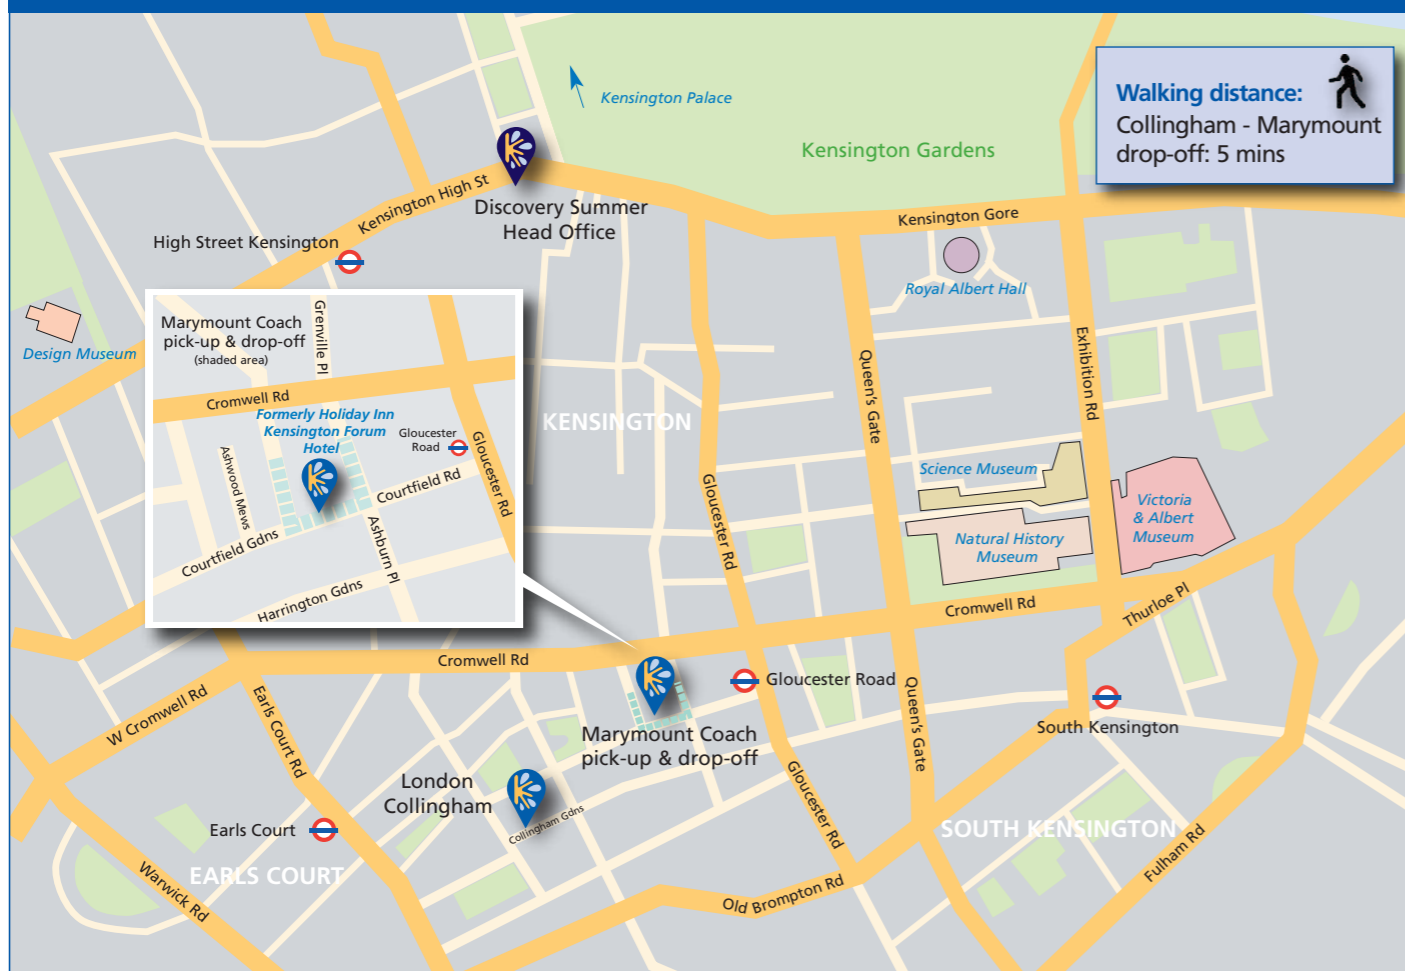 Kensington Palace
Walking distance:
Collingham - Marymount
drop-off: 5 mins
Kensington Gardens
Kensington High St
Discovery Summer
Head Office
Kensington Gore
High Street Kensington
Royal Albert Hall
Design Museum
Marymount Coach
pick-up & drop-off
(shaded area)
Grenville Pl
Cromwell Rd
Formerly Holiday Inn
Kensington Forum
Hotel
Gloucester
Road
Gloucester Rd
Ashwood Mews
Courtfield Rd
Courtfield Gdns
Ashburn Pl
Harrington Gdns
KENSINGTON
Queen's Gate
Exhibition Rd
Gloucester Rd
Science Museum
Victoria
& Albert
Museum
Natural History
Museum
Cromwell Rd
Thurloe Pl
Cromwell Rd
W Cromwell Rd
Earls Court Rd
Gloucester Road
Queen's Gate
South Kensington
Marymount Coach
pick-up & drop-off
London
Collingham
Collingham Gdns
Gloucester Rd
Earls Court
SOUTH KENSINGTON
Fulham Rd
EARLS COURT
Warwick Rd
Old Brompton Rd